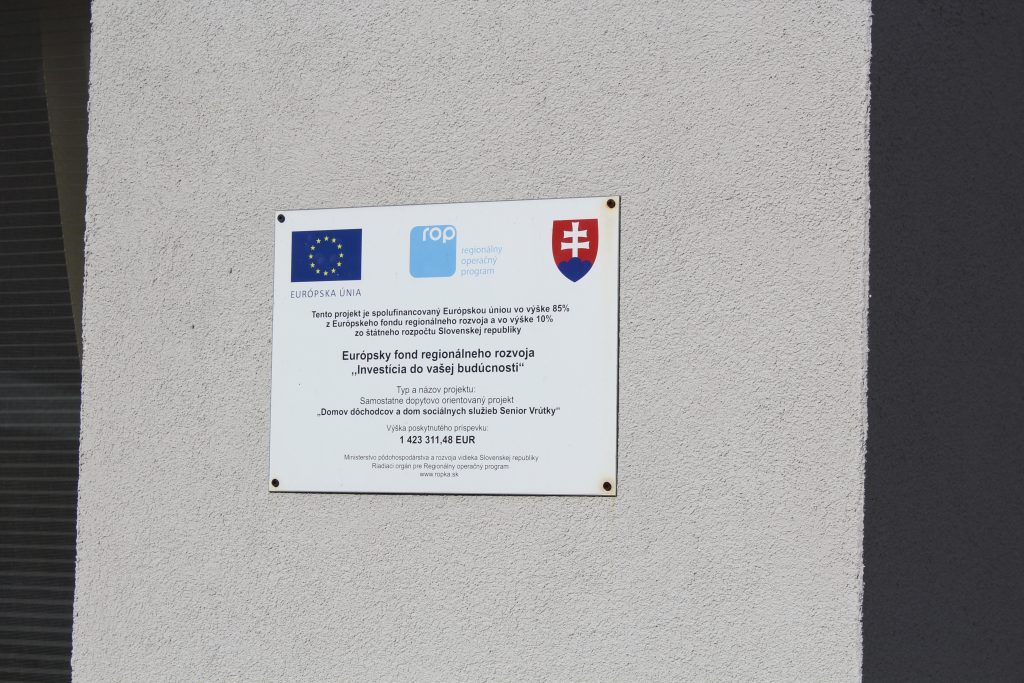 rop
regionálny
operačný
program
EURÓPSKA ÚNIA
Tento projekt je spolufinancovaný Európskou úniou vo výške 85%
z Európskeho fondu regionálneho rozvoja a vo výške 10%
zo štátneho rozpočtu Slovenskej republiky
Európsky fond regionálneho rozvoja
,,Investícia do vašej budúcnosti“
Typ a názov projektu:
Samostatne dopytovo orientovaný projekt
„Domov dôchodcov a dom sociálnych služieb Senior Vrútky“
Výška poskytnutého príspevku:
1 423 311,48 EUR
Ministerstvo pôdohospodárstva a rozvoja vidieka Slovenskej republiky
Riadiaci orgán pre Regionálny operačný program
www.ropka.sk